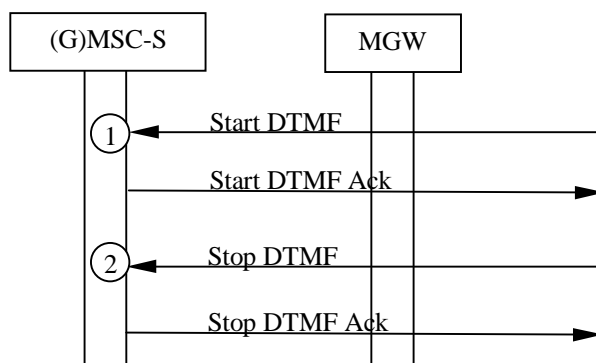 (G)MSC-S
MGW
1
Start DTMF
Start DTMF Ack
2
Stop DTMF
Stop DTMF Ack